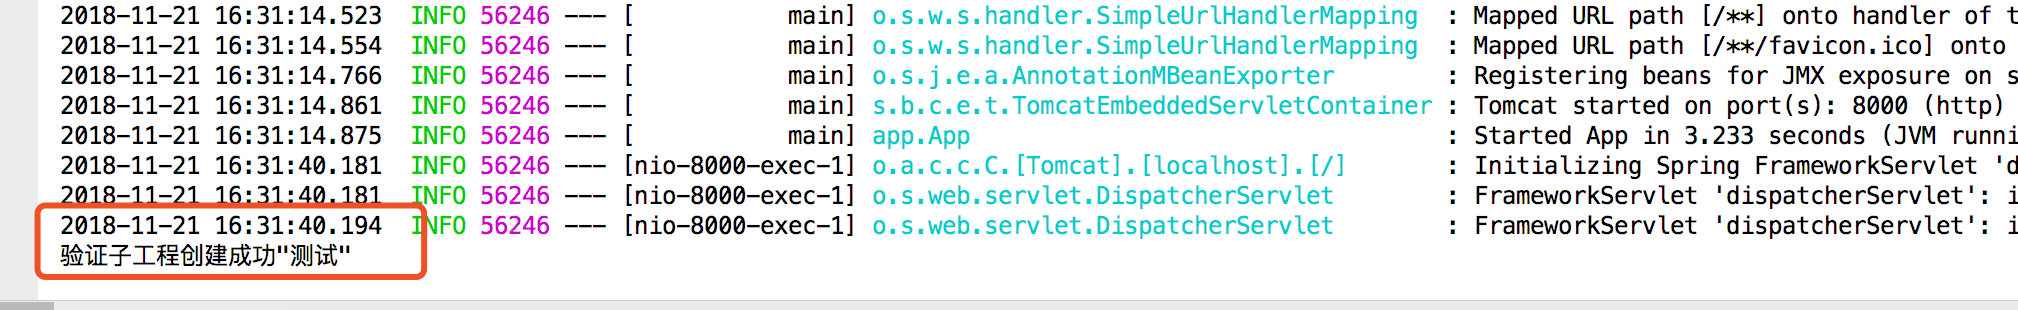 2018-11-21 16:31:14.523  INFO 56246 --- [           main] o.s.w.s.handler.SimpleUrlHandlerMapping  : Mapped URL path [/**] onto handler of t
2018-11-21 16:31:14.554  INFO 56246 --- [           main] o.s.w.s.handler.SimpleUrlHandlerMapping  : Mapped URL path [/**/favicon.ico] onto
2018-11-21 16:31:14.766  INFO 56246 --- [           main] o.s.j.e.a.AnnotationMBeanExporter        : Registering beans for JMX exposure on s
2018-11-21 16:31:14.861  INFO 56246 --- [           main] s.b.c.e.t.TomcatEmbeddedServletContainer : Tomcat started on port(s): 8000 (http)
2018-11-21 16:31:14.875  INFO 56246 --- [           main] app.App                                  : Started App in 3.233 seconds (JVM runni
2018-11-21 16:31:40.181  INFO 56246 --- [nio-8000-exec-1] o.a.c.c.C.[Tomcat].[localhost].[/]       : Initializing Spring FrameworkServlet 'd
2018-11-21 16:31:40.181  INFO 56246 --- [nio-8000-exec-1] o.s.web.servlet.DispatcherServlet        : FrameworkServlet 'dispatcherServlet': i
2018-11-21 16:31:40.194  INFO 56246 --- [nio-8000-exec-1] o.s.web.servlet.DispatcherServlet        : FrameworkServlet 'dispatcherServlet': i
验证子工程创建成功"测试"